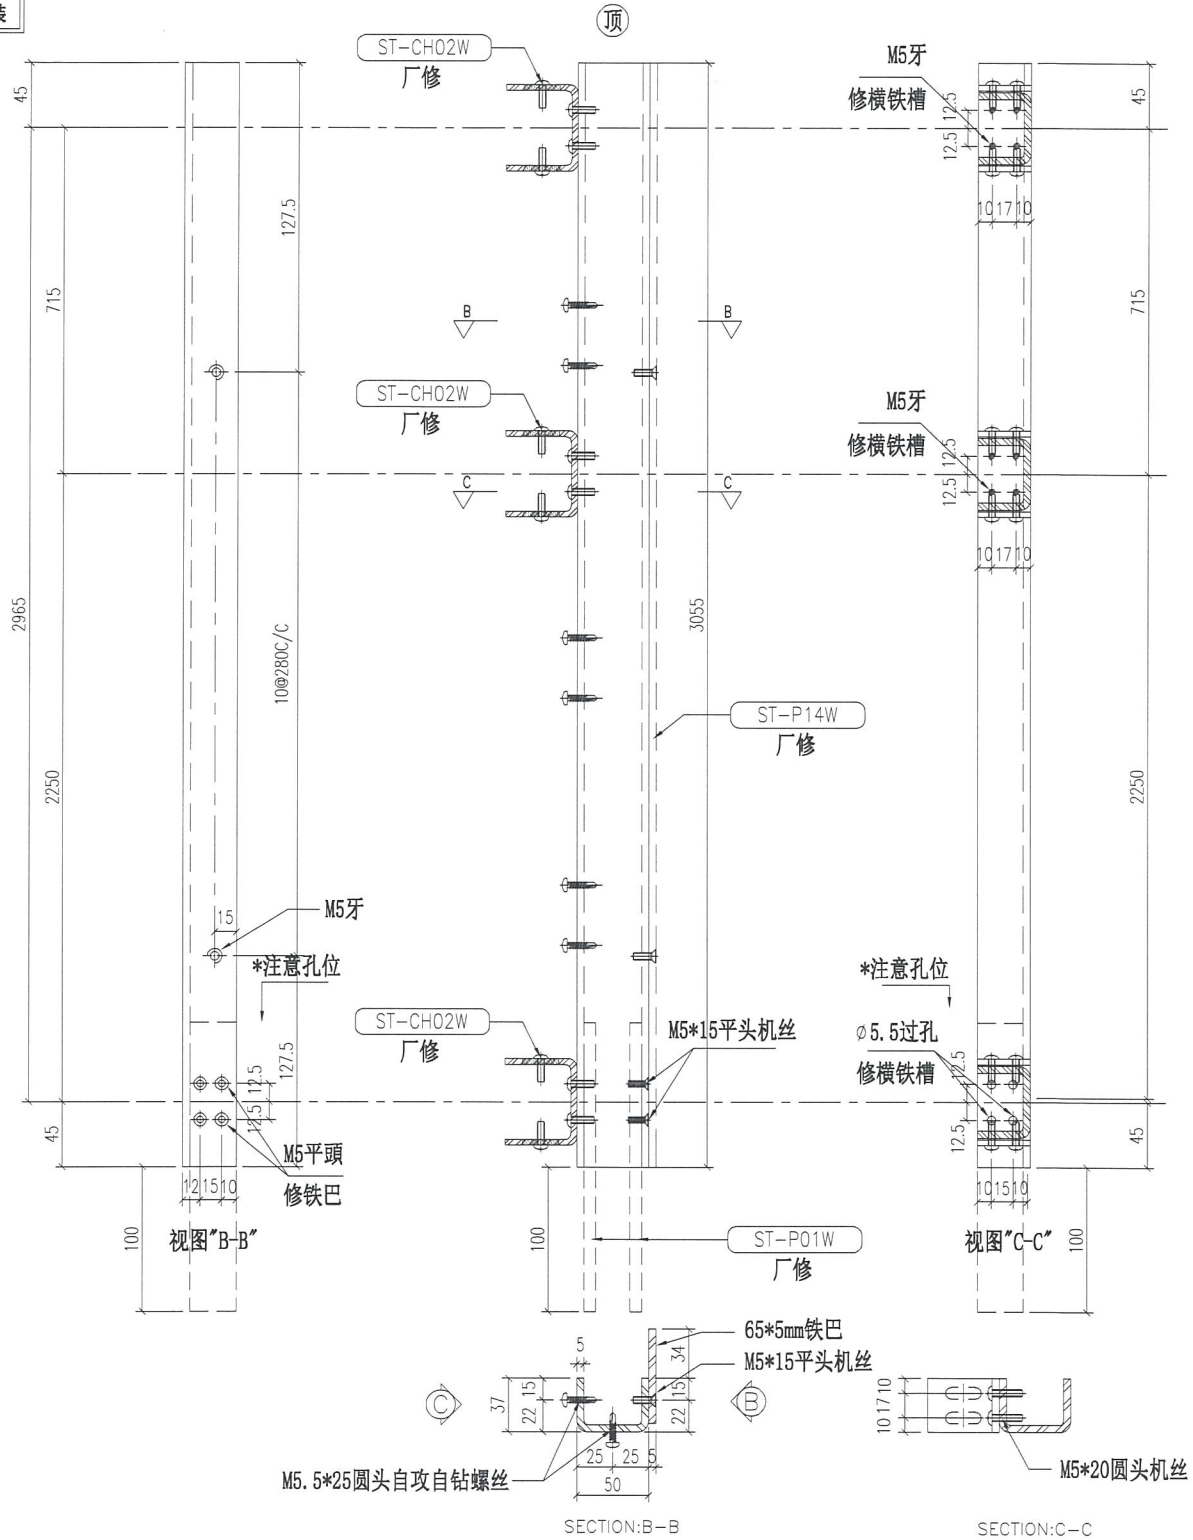 装
顶
ST-CH02W
厂修
45
715
2965
2250
45
100
127.5
10@280C/C
15
M5牙
*注意孔位
127.5
12.5
12.5
M5平頭
修铁巴
12 15 10
视图"B-B"
B
B
ST-CH02W
厂修
C
C
3055
ST-P14W
厂修
ST-CH02W
厂修
M5*15平头机丝
100
ST-P01W
厂修
M5牙
修横铁槽
12.5
12.5
10 17 10
45
715
M5牙
修横铁槽
12.5
12.5
10 17 10
2250
*注意孔位
Ø5.5过孔
修横铁槽
12.5
12.5
10 15 10
45
视图"C-C"
100
65*5mm铁巴
M5*15平头机丝
5
37
15
22
34
15
22
C
B
25 25 5
50
M5.5*25圆头自攻自钻螺丝
SECTION:B-B
10
17
10
M5*20圆头机丝
SECTION:C-C